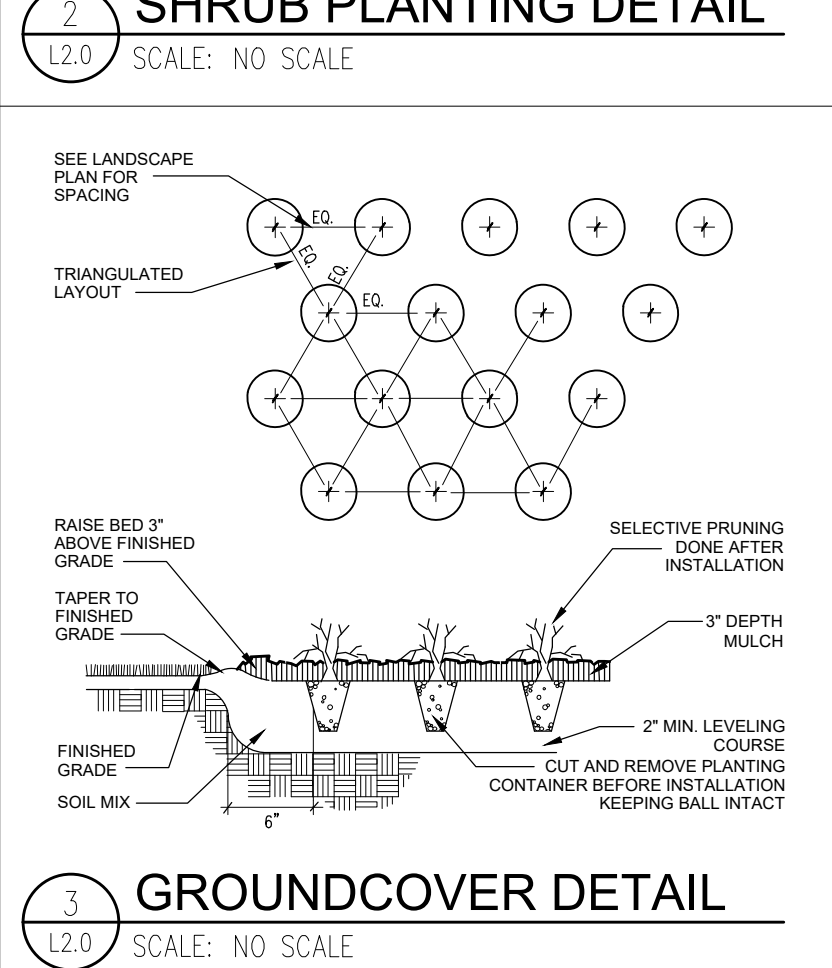 2
SHRUB PLANTING DETAIL
L2.0
SCALE: NO SCALE
SEE LANDSCAPE
PLAN FOR
SPACING
EQ.
EQ.
EQ.
TRIANGULATED
LAYOUT
EQ.
RAISE BED 3"
ABOVE FINISHED
GRADE
SELECTIVE PRUNING
DONE AFTER
INSTALLATION
TAPER TO
FINISHED
GRADE
3" DEPTH
MULCH
2" MIN. LEVELING
COURSE
FINISHED
GRADE
CUT AND REMOVE PLANTING
CONTAINER BEFORE INSTALLATION
KEEPING BALL INTACT
SOIL MIX
6"
3
GROUNDCOVER DETAIL
L2.0
SCALE: NO SCALE